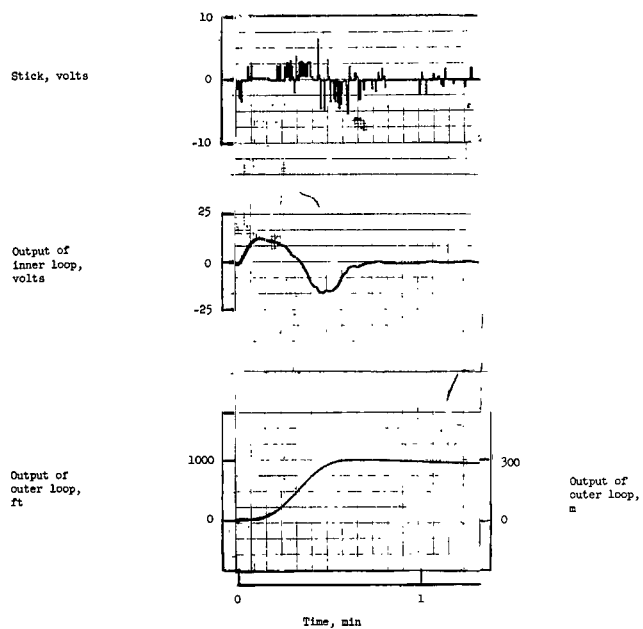 10
Stick, volts
0
-10
25
Output of
inner loop,
volts
0
-25
1000
300
Output of
outer loop,
ft
Output of
outer loop,
m
0
0
0
1
Time, min